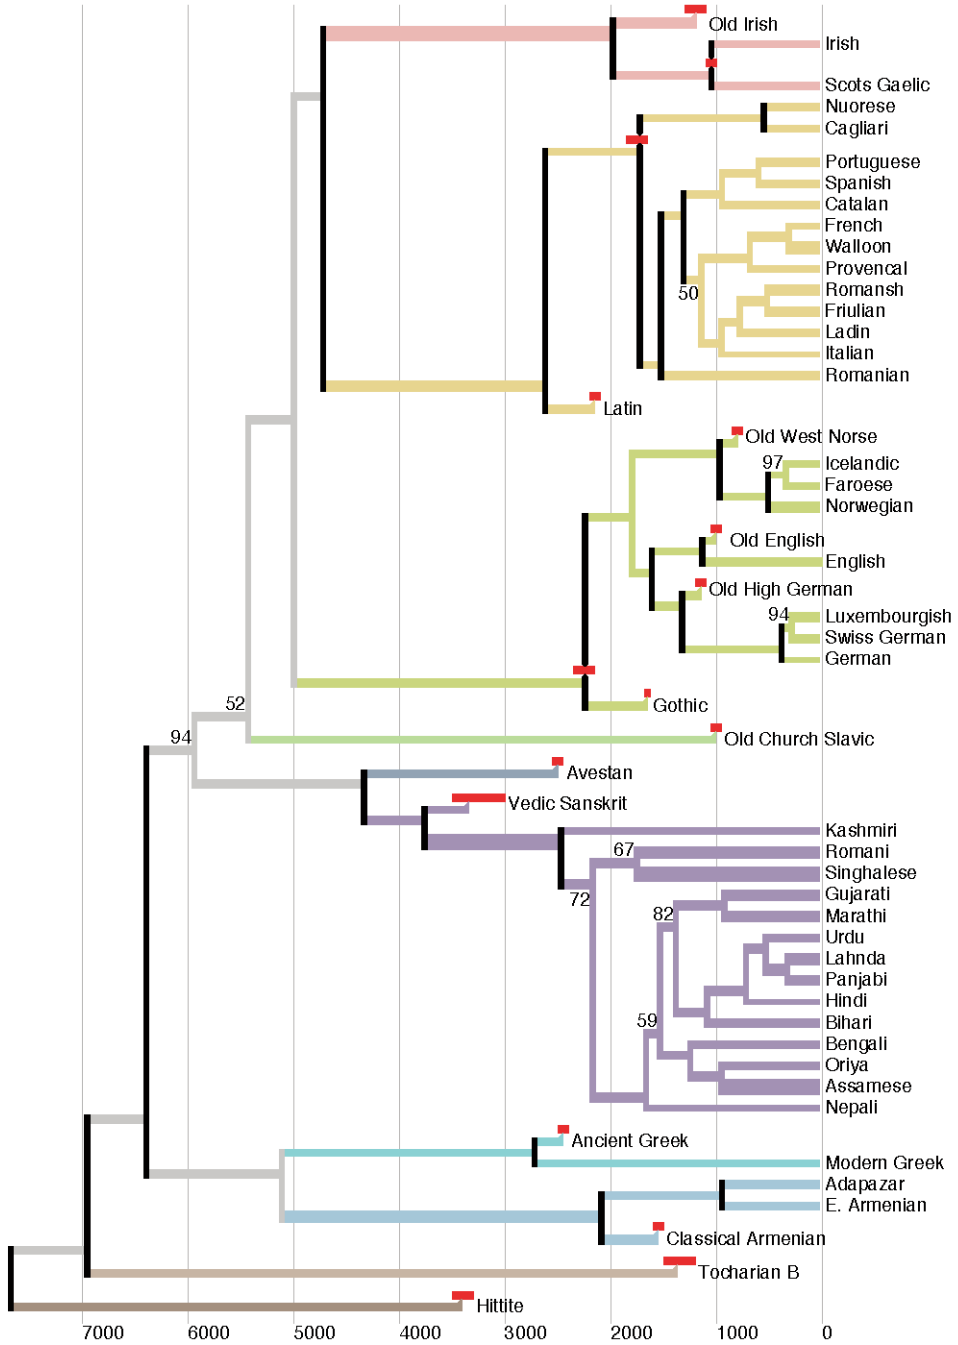 Old Irish
Irish
Scots Gaelic
Nuorese
Cagliari
Portuguese
Spanish
Catalan
French
Walloon
Provencal
Romansh
50
Friulian
Ladin
Italian
Romanian
Latin
Old West Norse
97
Icelandic
Faroese
Norwegian
Old English
English
Old High German
94
Luxembourgish
Swiss German
German
52
Gothic
94
Old Church Slavic
Avestan
Vedic Sanskrit
Kashmiri
67
Romani
Singhalese
72
Gujarati
82
Marathi
Urdu
Lahnda
Panjabi
Hindi
59
Bihari
Bengali
Oriya
Assamese
Nepali
Ancient Greek
Modern Greek
Adapazar
E. Armenian
Classical Armenian
Tocharian B
Hittite
7000 6000 5000 4000 3000 2000 1000 0